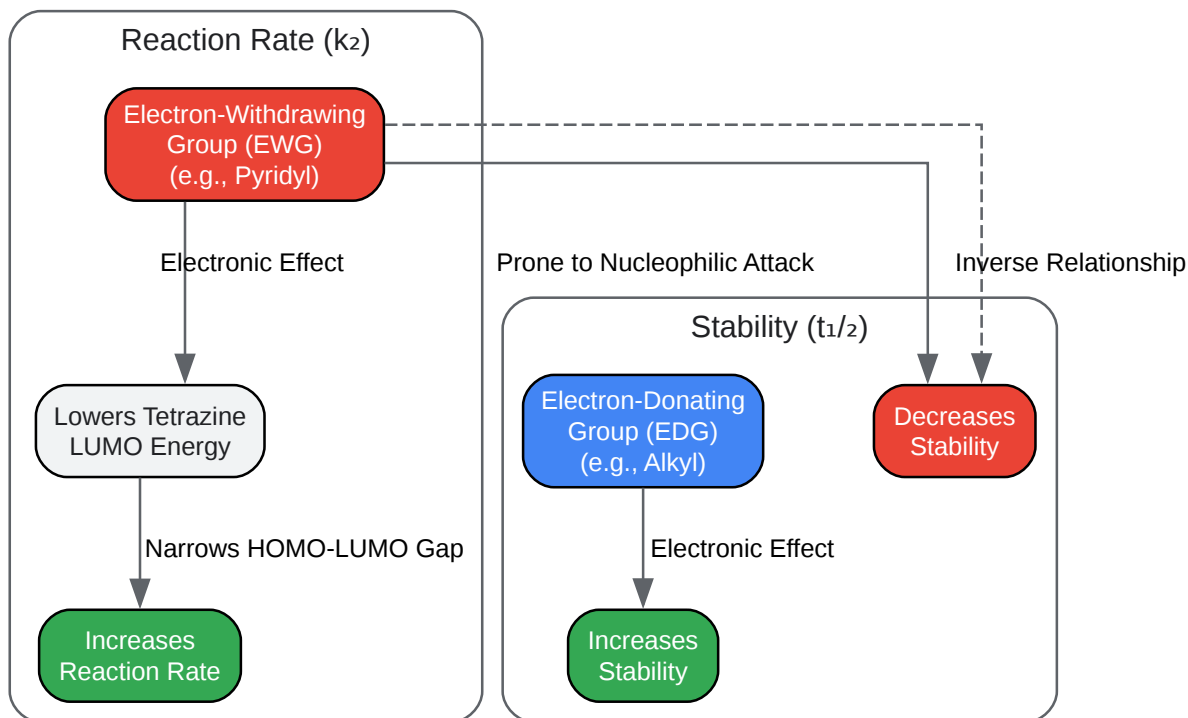 Reaction Rate (k₂)
Electron-Withdrawing
Group (EWG)
(e.g., Pyridyl)
Electronic Effect
Prone to Nucleophilic Attack
Inverse Relationship
Stability (t₁/₂)
Lowers Tetrazine
LUMO Energy
Electron-Donating
Group (EDG)
(e.g., Alkyl)
Decreases
Stability
Narrows HOMO-LUMO Gap
Electronic Effect
Increases
Reaction Rate
Increases
Stability